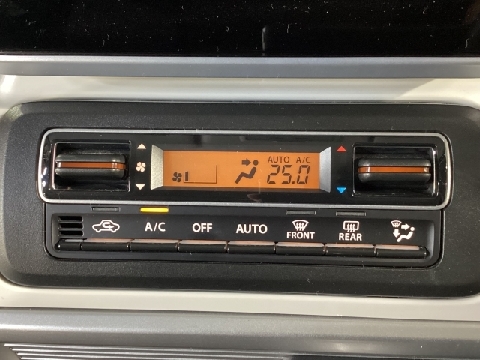 AUTO A/C
25.0
A/C OFF AUTO FRONT REAR